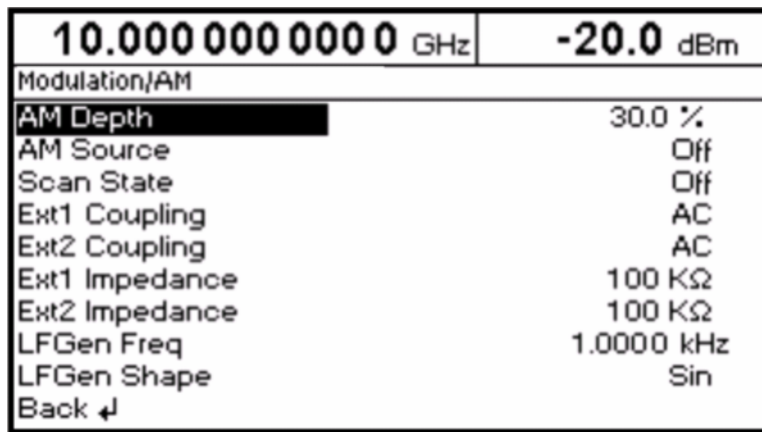 10.000 000 000 0 GHz -20.0 dBm
Modulation/AM
AM Depth 30.0 %
AM Source Off
Scan State Off
Ext1 Coupling AC
Ext2 Coupling AC
Ext1 Impedance 100 KΩ
Ext2 Impedance 100 KΩ
LFGen Freq 1.0000 kHz
LFGen Shape Sin
Back ↲